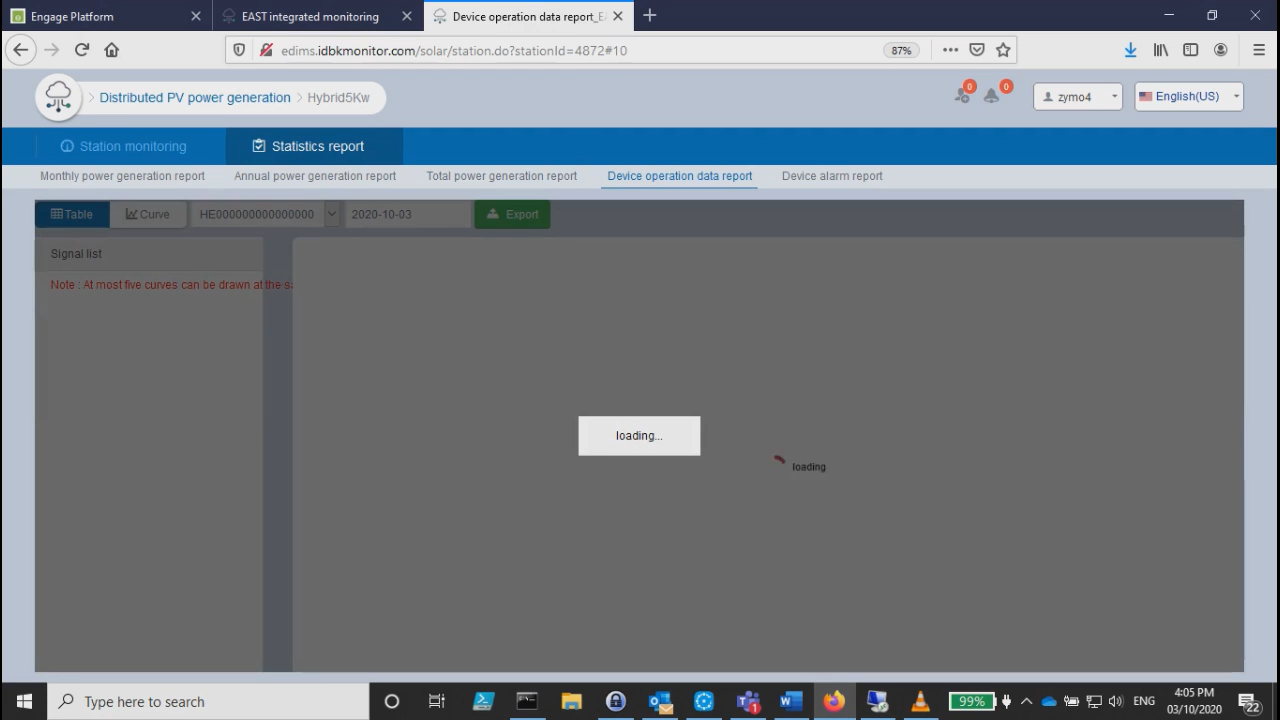 Engage Platform
EAST integrated monitoring
Device operation data report_EA
edims.idbkmonitor.com/solar/station.do?stationId=4872#10
87%
Distributed PV power generation
Hybrid5Kw
0
0
zymo4
English(US)
Station monitoring
Statistics report
Monthly power generation report
Annual power generation report
Total power generation report
Device operation data report
Device alarm report
Table
Curve
HE000000000000000
2020-10-03
Export
Signal list
Note : At most five curves can be drawn at the sa
loading...
loading
Type here to search
99%
ENG
4:05 PM
03/10/2020
22